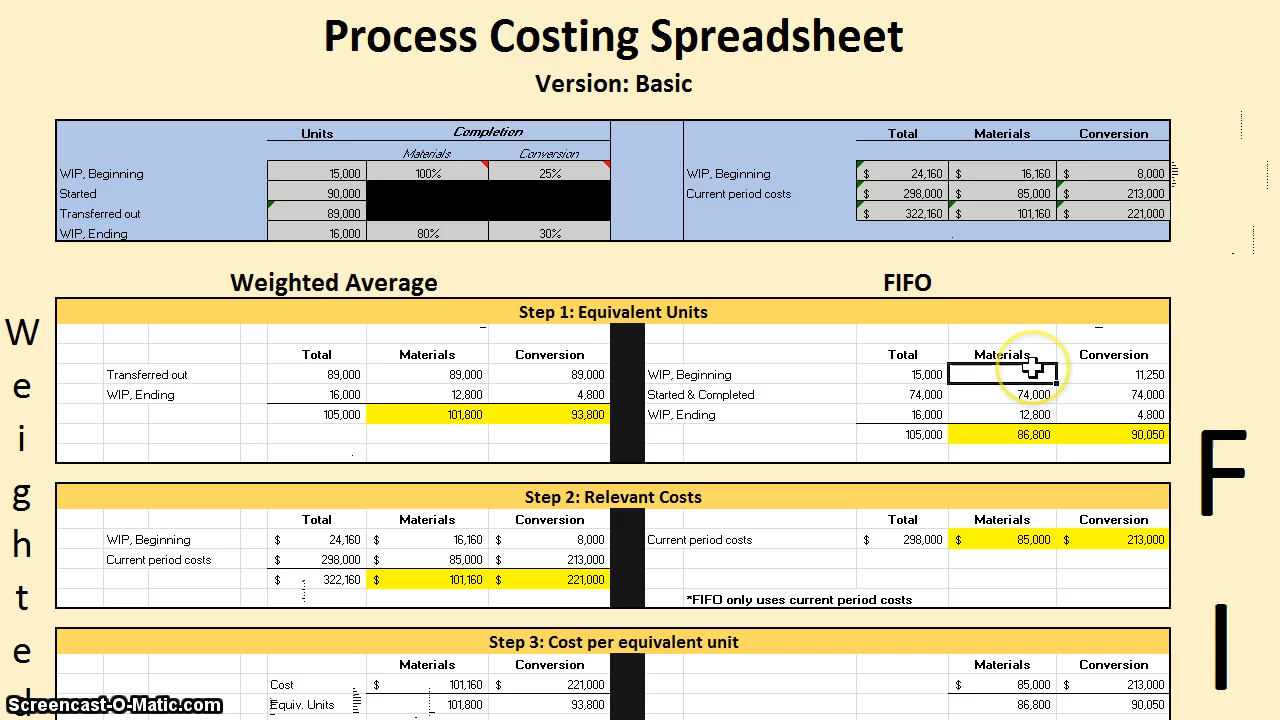 Process Costing Spreadsheet
Version: Basic
Units Completion Total Materials Conversion
Materials Conversion
WIP, Beginning 15,000 100% 25% WIP, Beginning $ 24,160 $ 16,160 $ 8,000
Started 90,000 Current period costs $ 298,000 $ 85,000 $ 213,000
Transferred out 89,000 $ 322,160 $ 101,160 $ 221,000
WIP, Ending 16,000 80% 30%
Weighted Average FIFO
Step 1: Equivalent Units
Total Materials Conversion Total Materials Conversion
Transferred out 89,000 89,000 89,000 WIP, Beginning 15,000 11,250
WIP, Ending 16,000 12,800 4,800 Started & Completed 74,000 74,000 74,000
105,000 101,800 93,800 WIP, Ending 16,000 12,800 4,800
105,000 86,800 90,050
Step 2: Relevant Costs
Total Materials Conversion Total Materials Conversion
WIP, Beginning $ 24,160 $ 16,160 $ 8,000 Current period costs $ 298,000 $ 85,000 $ 213,000
Current period costs $ 298,000 $ 85,000 $ 213,000
$ 322,160 $ 101,160 $ 221,000
*FIFO only uses current period costs
Step 3: Cost per equivalent unit
Materials Conversion Materials Conversion
Cost $ 101,160 $ 221,000 $ 85,000 $ 213,000
Equiv. Units 101,800 93,800 86,800 90,050
W
e
i
g
h
t
e
d
F
I
Screencast-O-Matic.com